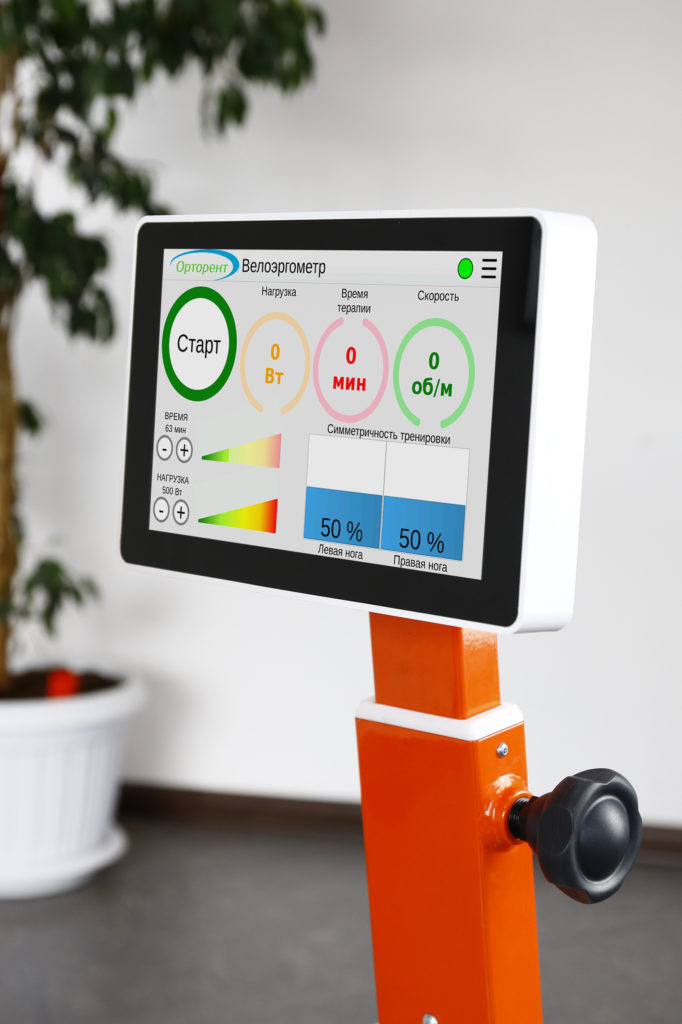 Орторент Велоэргометр
Старт
Нагрузка
0
Вт
Время
терапии
0
мин
Скорость
0
об/м
ВРЕМЯ
63 мин
- +
НАГРУЗКА
500 Вт
- +
Симметричность тренировки
50 % 50 %
Левая нога Правая нога